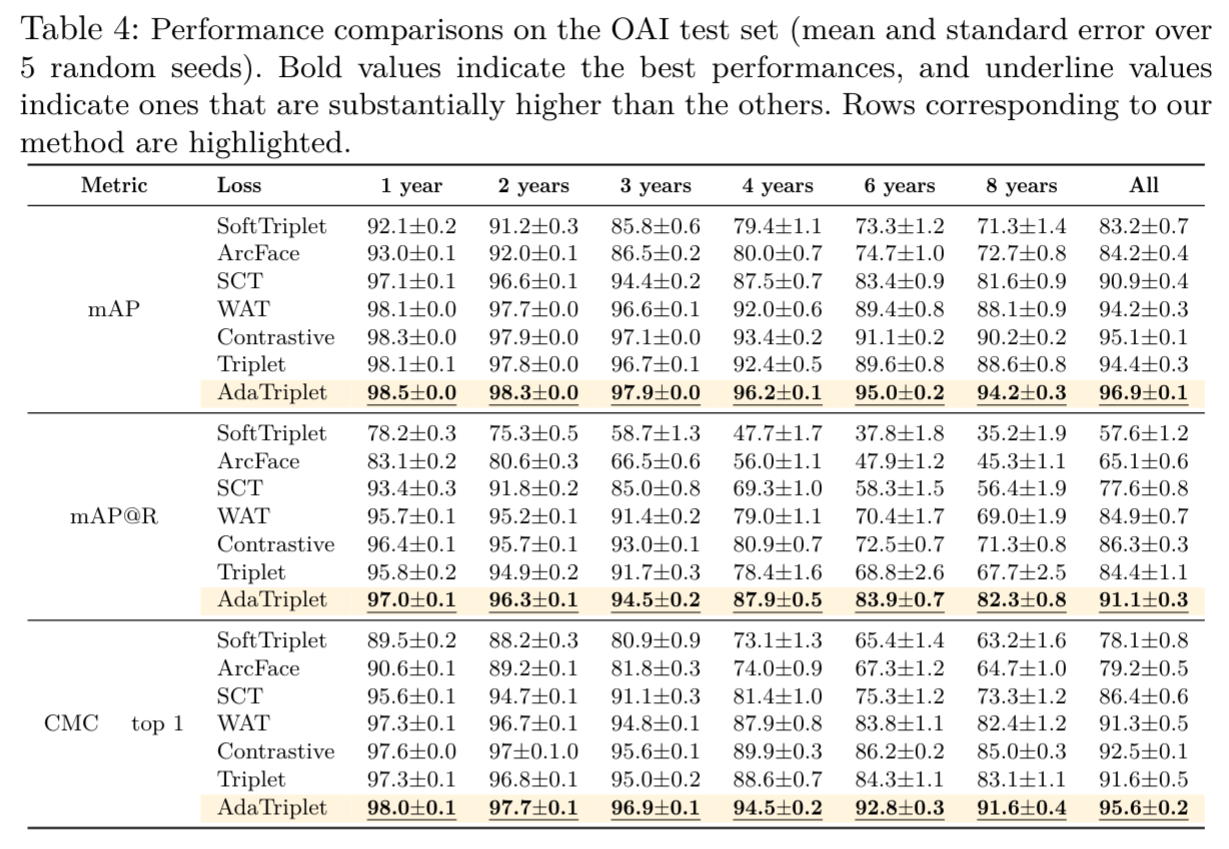 Table 4: Performance comparisons on the OAI test set (mean and standard error over
5 random seeds). Bold values indicate the best performances, and underline values
indicate ones that are substantially higher than the others. Rows corresponding to our
method are highlighted.
Metric Loss 1 year 2 years 3 years 4 years 6 years 8 years All
SoftTriplet 92.1±0.2 91.2±0.3 85.8±0.6 79.4±1.1 73.3±1.2 71.3±1.4 83.2±0.7
ArcFace 93.0±0.1 92.0±0.1 86.5±0.2 80.0±0.7 74.7±1.0 72.7±0.8 84.2±0.4
SCT 97.1±0.1 96.6±0.1 94.4±0.2 87.5±0.7 83.4±0.9 81.6±0.9 90.9±0.4
mAP WAT 98.1±0.0 97.7±0.0 96.6±0.1 92.0±0.6 89.4±0.8 88.1±0.9 94.2±0.3
Contrastive 98.3±0.0 97.9±0.0 97.1±0.0 93.4±0.2 91.1±0.2 90.2±0.2 95.1±0.1
Triplet 98.1±0.1 97.8±0.0 96.7±0.1 92.4±0.5 89.6±0.8 88.6±0.8 94.4±0.3
AdaTriplet 98.5±0.0 98.3±0.0 97.9±0.0 96.2±0.1 95.0±0.2 94.2±0.3 96.9±0.1
SoftTriplet 78.2±0.3 75.3±0.5 58.7±1.3 47.7±1.7 37.8±1.8 35.2±1.9 57.6±1.2
ArcFace 83.1±0.2 80.6±0.3 66.5±0.6 56.0±1.1 47.9±1.2 45.3±1.1 65.1±0.6
SCT 93.4±0.3 91.8±0.2 85.0±0.8 69.3±1.0 58.3±1.5 56.4±1.9 77.6±0.8
mAP@R WAT 95.7±0.1 95.2±0.1 91.4±0.2 79.0±1.1 70.4±1.7 69.0±1.9 84.9±0.7
Contrastive 96.4±0.1 95.7±0.1 93.0±0.1 80.9±0.7 72.5±0.7 71.3±0.8 86.3±0.3
Triplet 95.8±0.2 94.9±0.2 91.7±0.3 78.4±1.6 68.8±2.6 67.7±2.5 84.4±1.1
AdaTriplet 97.0±0.1 96.3±0.1 94.5±0.2 87.9±0.5 83.9±0.7 82.3±0.8 91.1±0.3
SoftTriplet 89.5±0.2 88.2±0.3 80.9±0.9 73.1±1.3 65.4±1.4 63.2±1.6 78.1±0.8
ArcFace 90.6±0.1 89.2±0.1 81.8±0.3 74.0±0.9 67.3±1.2 64.7±1.0 79.2±0.5
SCT 95.6±0.1 94.7±0.1 91.1±0.3 81.4±1.0 75.3±1.2 73.3±1.2 86.4±0.6
CMC top 1 WAT 97.3±0.1 96.7±0.1 94.8±0.1 87.9±0.8 83.8±1.1 82.4±1.2 91.3±0.5
Contrastive 97.6±0.0 97±0.1.0 95.6±0.1 89.9±0.3 86.2±0.2 85.0±0.3 92.5±0.1
Triplet 97.3±0.1 96.8±0.1 95.0±0.2 88.6±0.7 84.3±1.1 83.1±1.1 91.6±0.5
AdaTriplet 98.0±0.1 97.7±0.1 96.9±0.1 94.5±0.2 92.8±0.3 91.6±0.4 95.6±0.2